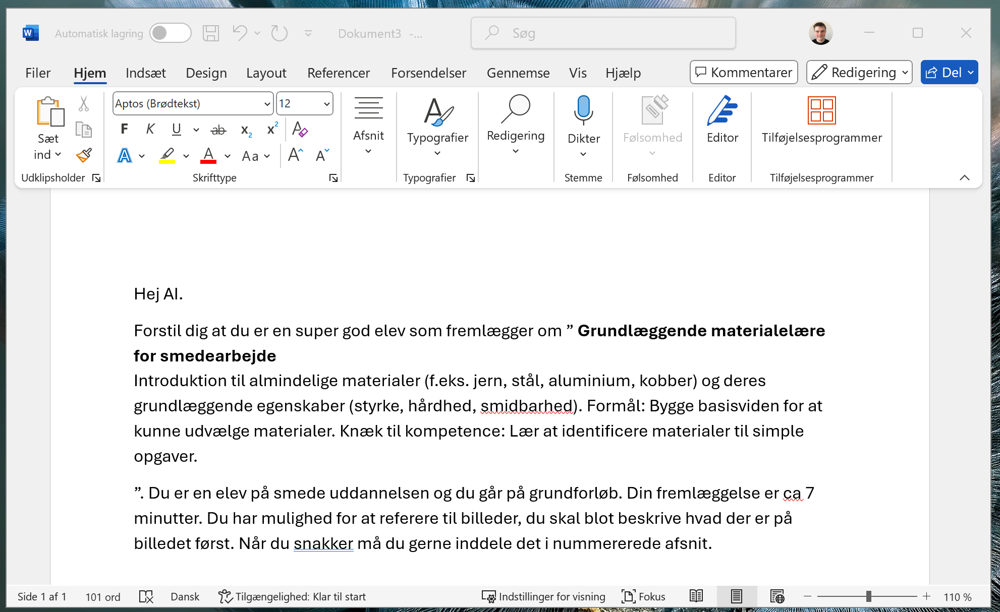 W Automatisk lagring Dokument3 -... Søg
Filer Hjem Indsæt Design Layout Referencer Forsendelser Gennemse Vis Hjælp Kommentarer Redigering Del
Aptos (Brødtekst) 12
Sæt
ind
F K U ab x₂ x² A
A A Aa A A
Afsnit
Typografier
Redigering
Dikter
Følsomhed
Editor
Tilføjelsesprogrammer
Udklipsholder Skrifttype Typografier Stemme Følsomhed Editor Tilføjelsesprogrammer
Hej AI.
Forstil dig at du er en super god elev som fremlægger om ” Grundlæggende materialelære
for smedearbejde
Introduktion til almindelige materialer (f.eks. jern, stål, aluminium, kobber) og deres
grundlæggende egenskaber (styrke, hårdhed, smidbarhed). Formål: Bygge basisviden for at
kunne udvælge materialer. Knæk til kompetence: Lær at identificere materialer til simple
opgaver.
”. Du er en elev på smede uddannelsen og du går på grundforløb. Din fremlæggelse er ca 7
minutter. Du har mulighed for at referere til billeder, du skal blot beskrive hvad der er på
billedet først. Når du snakker må du gerne inddele det i nummererede afsnit.
Side 1 af 1 101 ord Dansk Tilgængelighed: Klar til start Indstillinger for visning Fokus 110 %